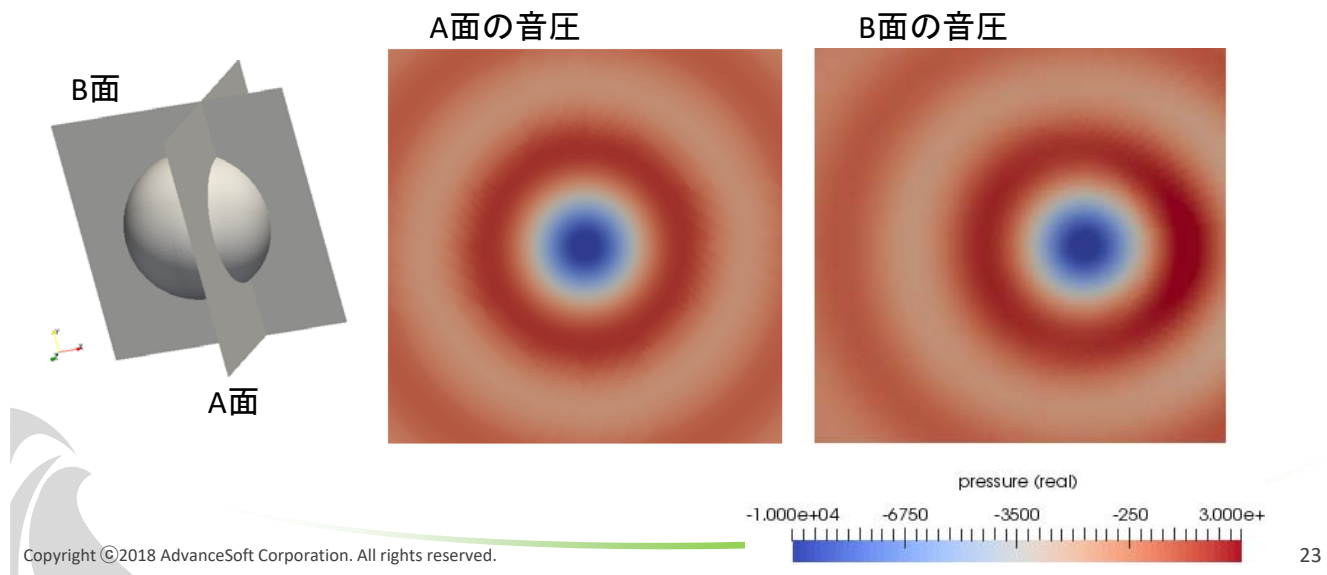 A面の音圧
B面の音圧
B面
A面
pressure (real)
-1.000e+04 -6750 -3500 -250 3.000e+
Copyright ©2018 AdvanceSoft Corporation. All rights reserved.
23